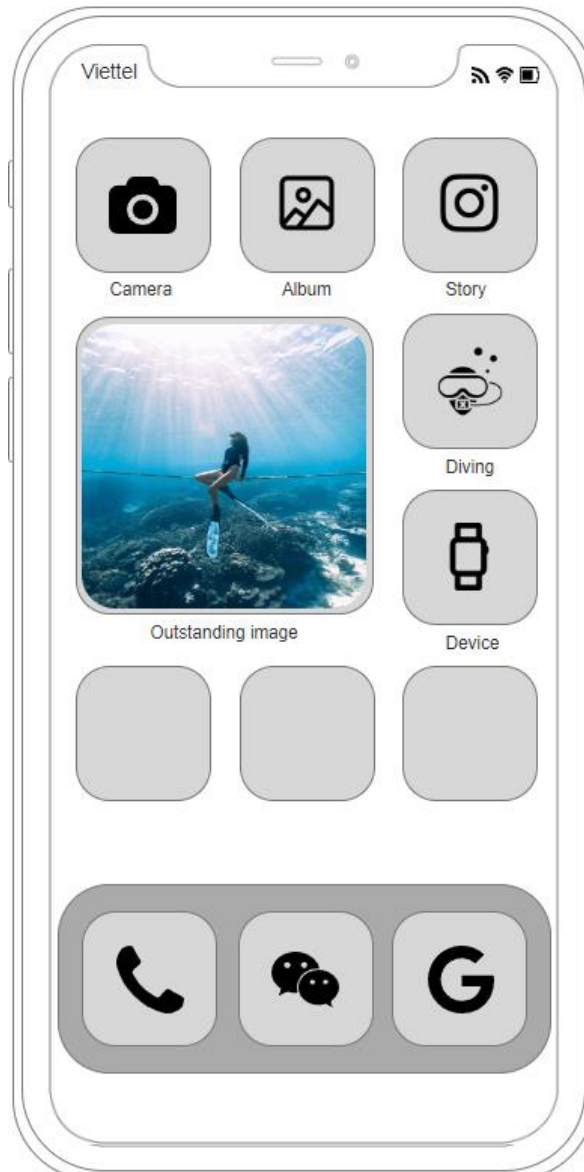 Viettel
Camera
Album
Story
Diving
Outstanding image
Device